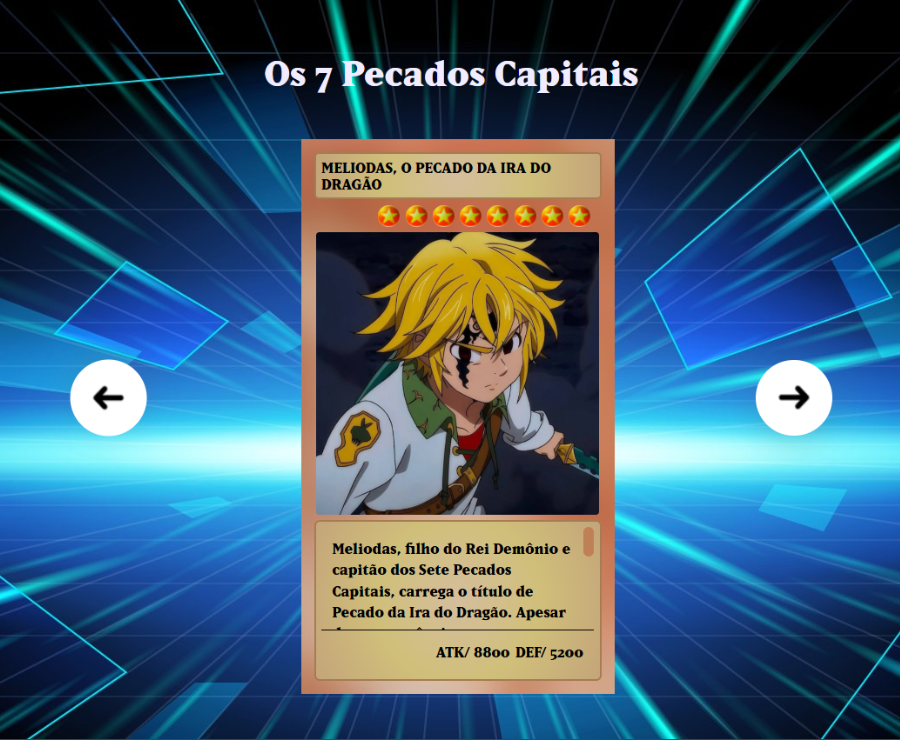 Os 7 Pecados Capitais
MELIODAS, O PECADO DA IRA DO
DRAGÃO
Meliodas, filho do Rei Demônio e
capitão dos Sete Pecados
Capitais, carrega o título de
Pecado da Ira do Dragão. Apesar
ATK/ 8800 DEF/ 5200